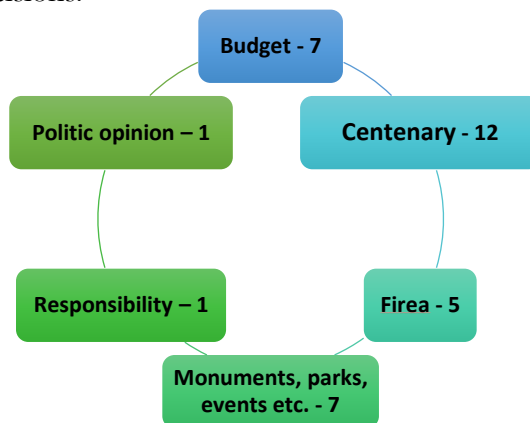 Budget - 7
Politic opinion – 1
Centenary - 12
Responsibility – 1
Firea - 5
Monuments, parks,
events etc. - 7